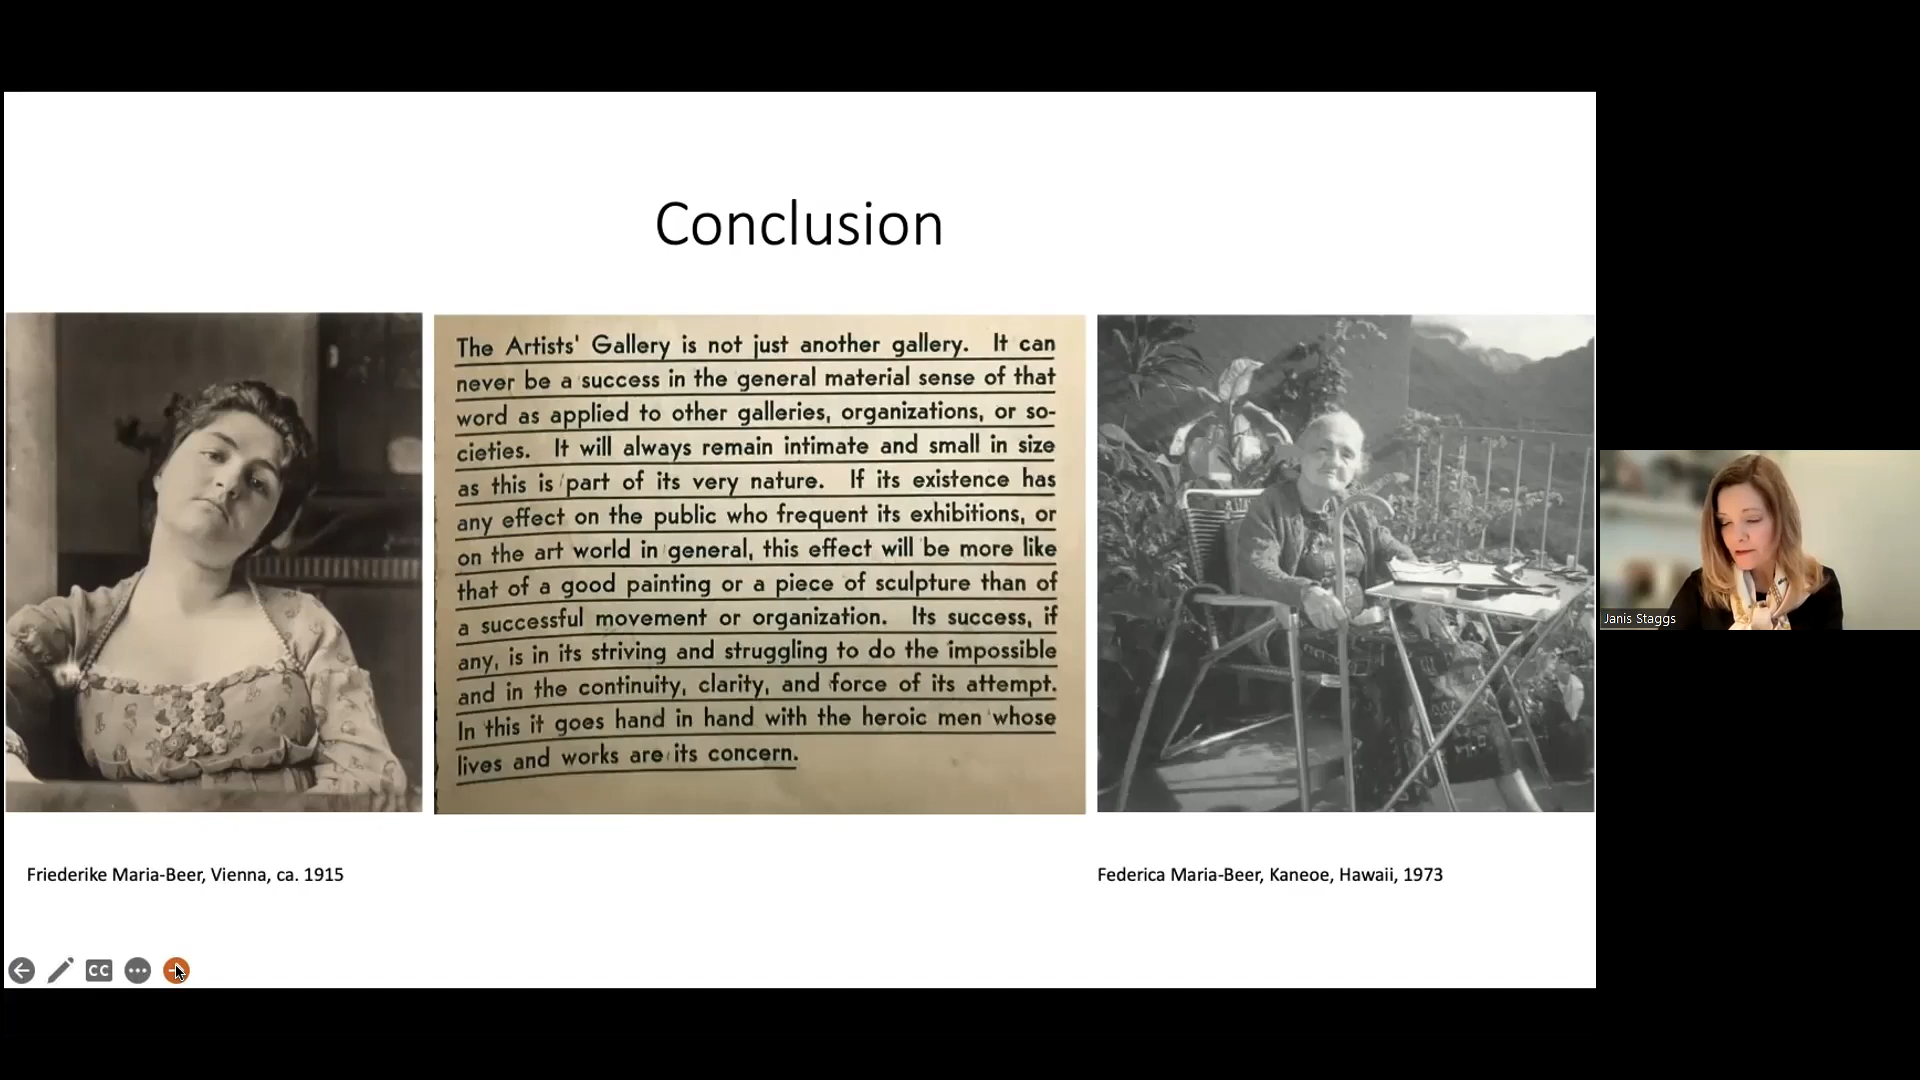 Conclusion
The Artists' Gallery is not just another gallery. It can
never be a success in the general material sense of that
word as applied to other galleries, organizations, or so-
cieties. It will always remain intimate and small in size
as this is part of its very nature. If its existence has
any effect on the public who frequent its exhibitions, or
on the art world in general, this effect will be more like
that of a good painting or a piece of sculpture than of
a successful movement or organization. Its success, if
any, is in its striving and struggling to do the impossible
and in the continuity, clarity, and force of its attempt.
In this it goes hand in hand with the heroic men whose
lives and works are its concern.
Friederike Maria-Beer, Vienna, ca. 1915
Federica Maria-Beer, Kaneoe, Hawaii, 1973
CC
Janis Staggs